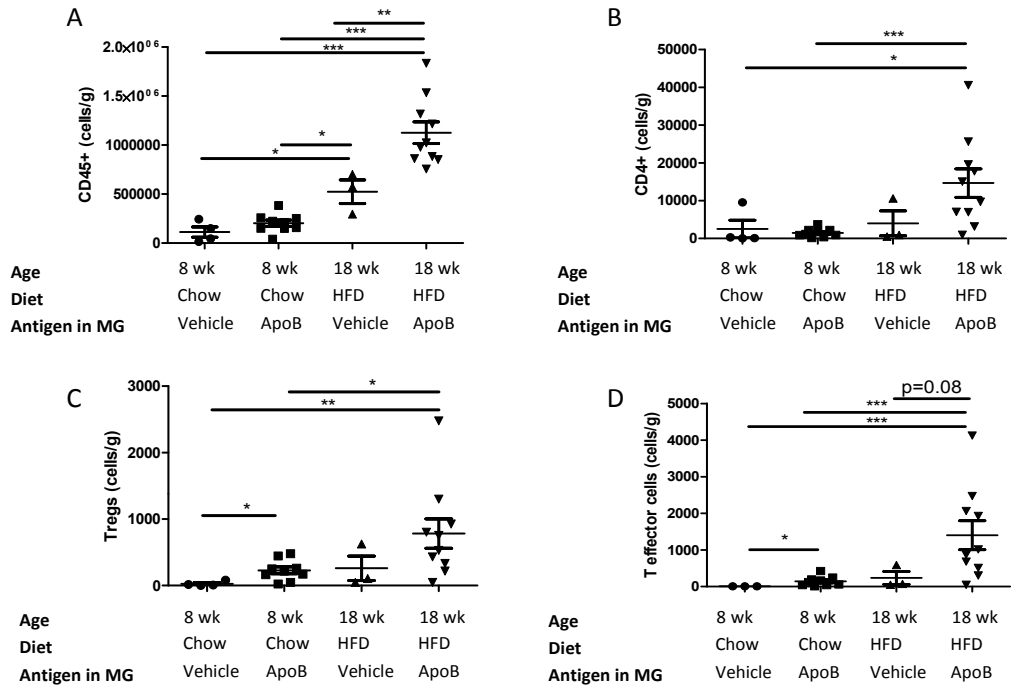 A
**
***
***
*
*
CD45+ (cells/g)
2.0×10⁰⁶
1.5×10⁰⁶
1000000
500000
0
Age 8 wk 8 wk 18 wk 18 wk
Diet Chow Chow HFD HFD
Antigen in MG Vehicle ApoB Vehicle ApoB
B
***
*
CD4+ (cells/g)
50000
40000
30000
20000
10000
0
Age 8 wk 8 wk 18 wk 18 wk
Diet Chow Chow HFD HFD
Antigen in MG Vehicle ApoB Vehicle ApoB
C
*
**
*
Tregs (cells/g)
3000
2000
1000
0
Age 8 wk 8 wk 18 wk 18 wk
Diet Chow Chow HFD HFD
Antigen in MG Vehicle ApoB Vehicle ApoB
D
p=0.08
***
***
*
T effector cells (cells/g)
5000
4000
3000
2000
1000
0
Age 8 wk 8 wk 18 wk 18 wk
Diet Chow Chow HFD HFD
Antigen in MG Vehicle ApoB Vehicle ApoB